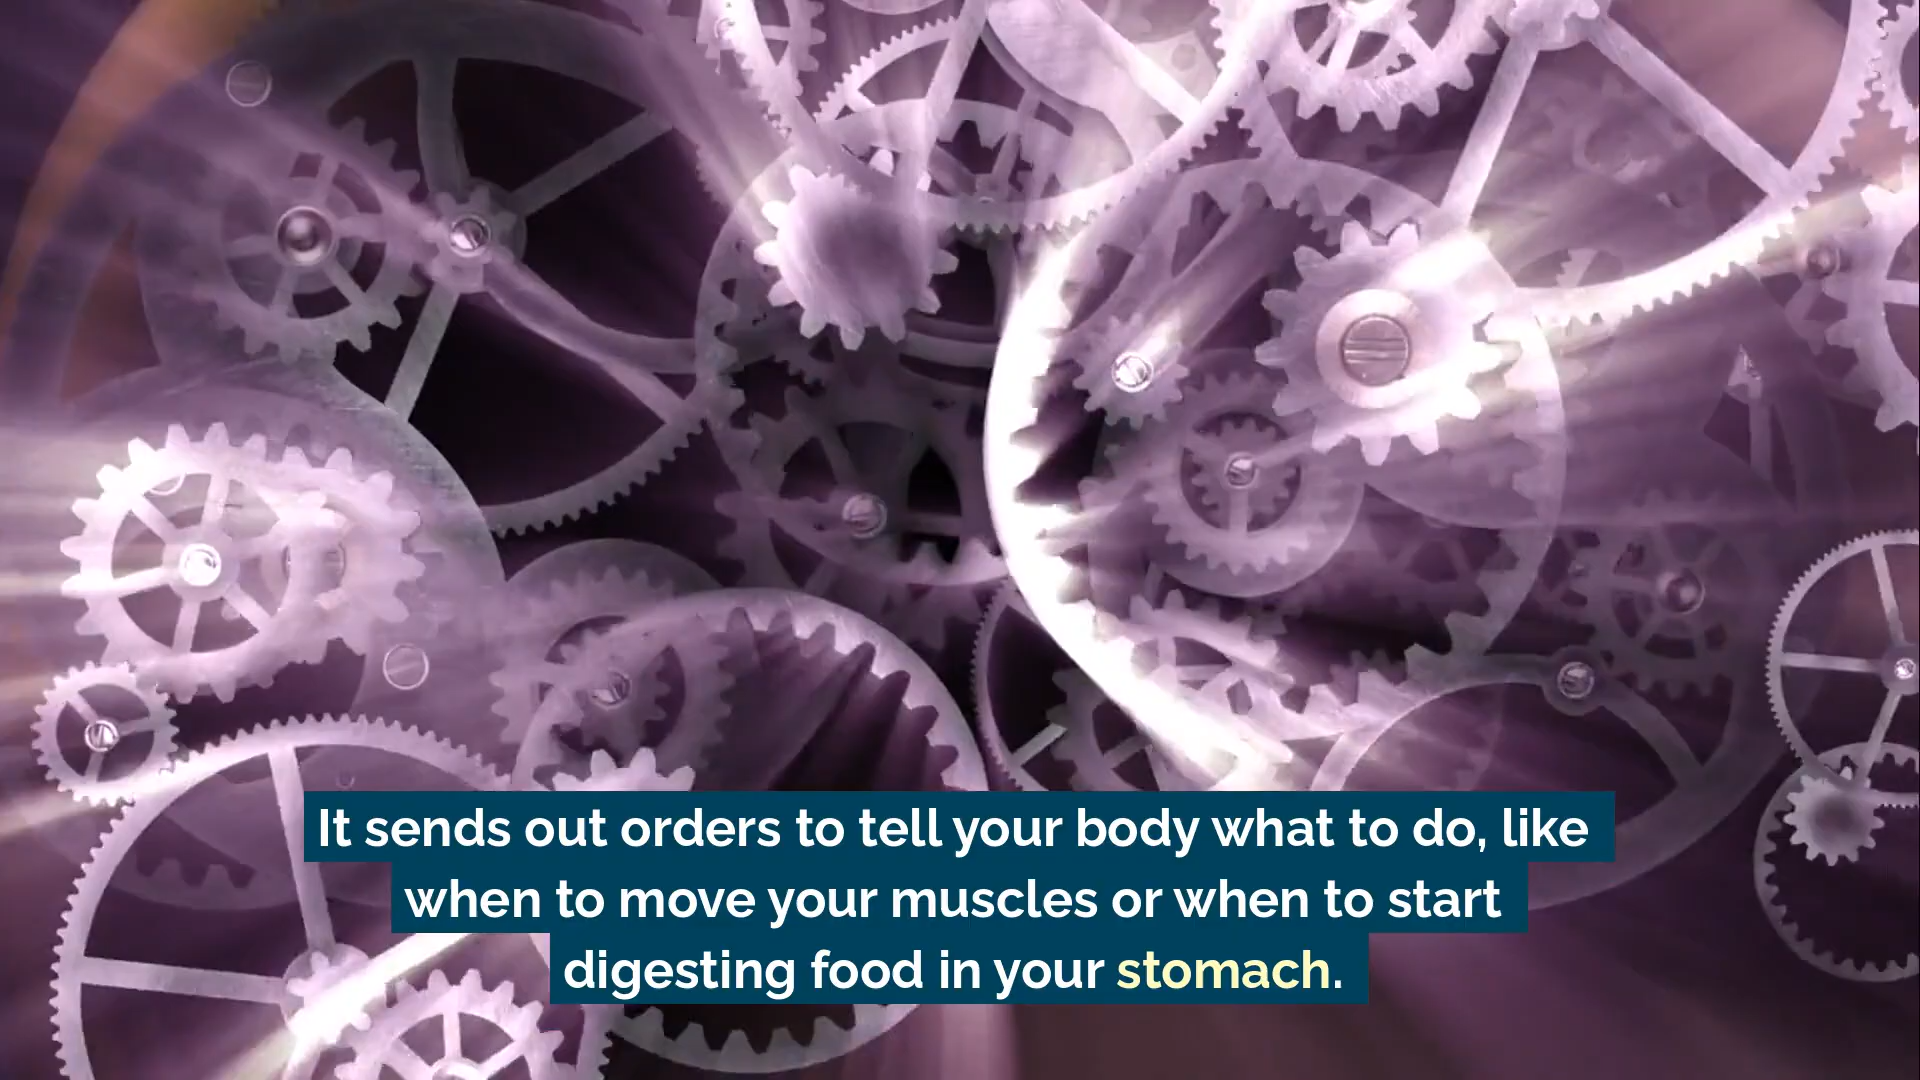 It sends out orders to tell your body what to do, like
when to move your muscles or when to start
digesting food in your stomach.